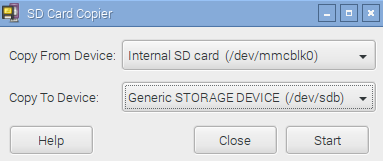 SD Card Copier
Copy From Device: Internal SD card (/dev/mmcblk0)
Copy To Device: Generic STORAGE DEVICE (/dev/sdb)
Help Close Start